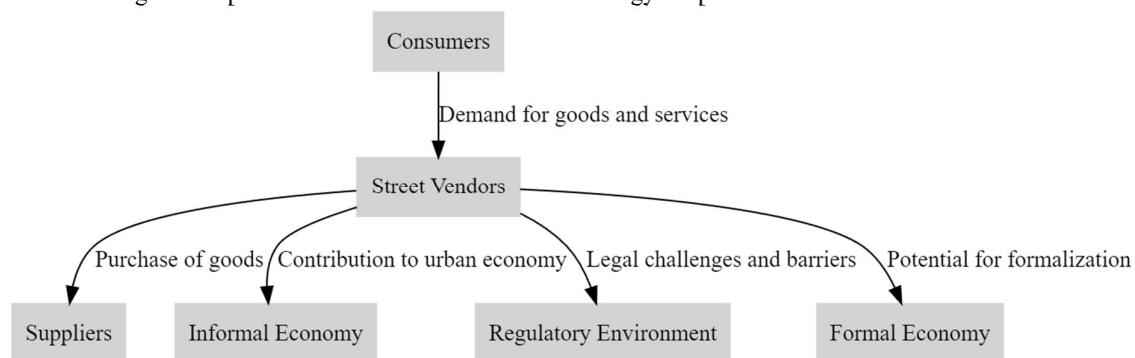 Consumers
Demand for goods and services
Street Vendors
Purchase of goods
Contribution to urban economy
Legal challenges and barriers
Potential for formalization
Suppliers
Informal Economy
Regulatory Environment
Formal Economy